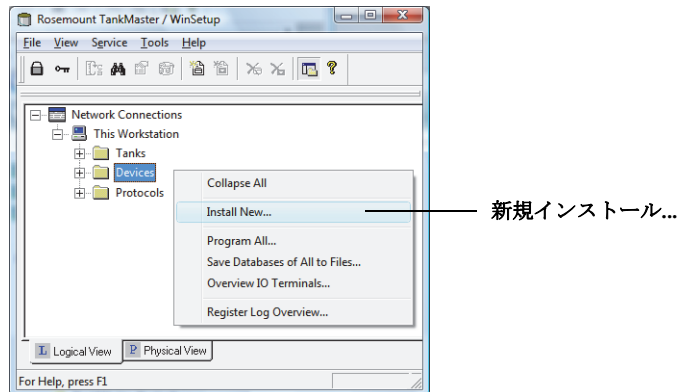 Rosemount TankMaster / WinSetup
File View Service Tools Help
Network Connections
This Workstation
Tanks
Devices
Protocols
Collapse All
Install New...
新規インストール...
Program All...
Save Databases of All to Files...
Overview IO Terminals...
Register Log Overview...
L Logical View P Physical View
For Help, press F1